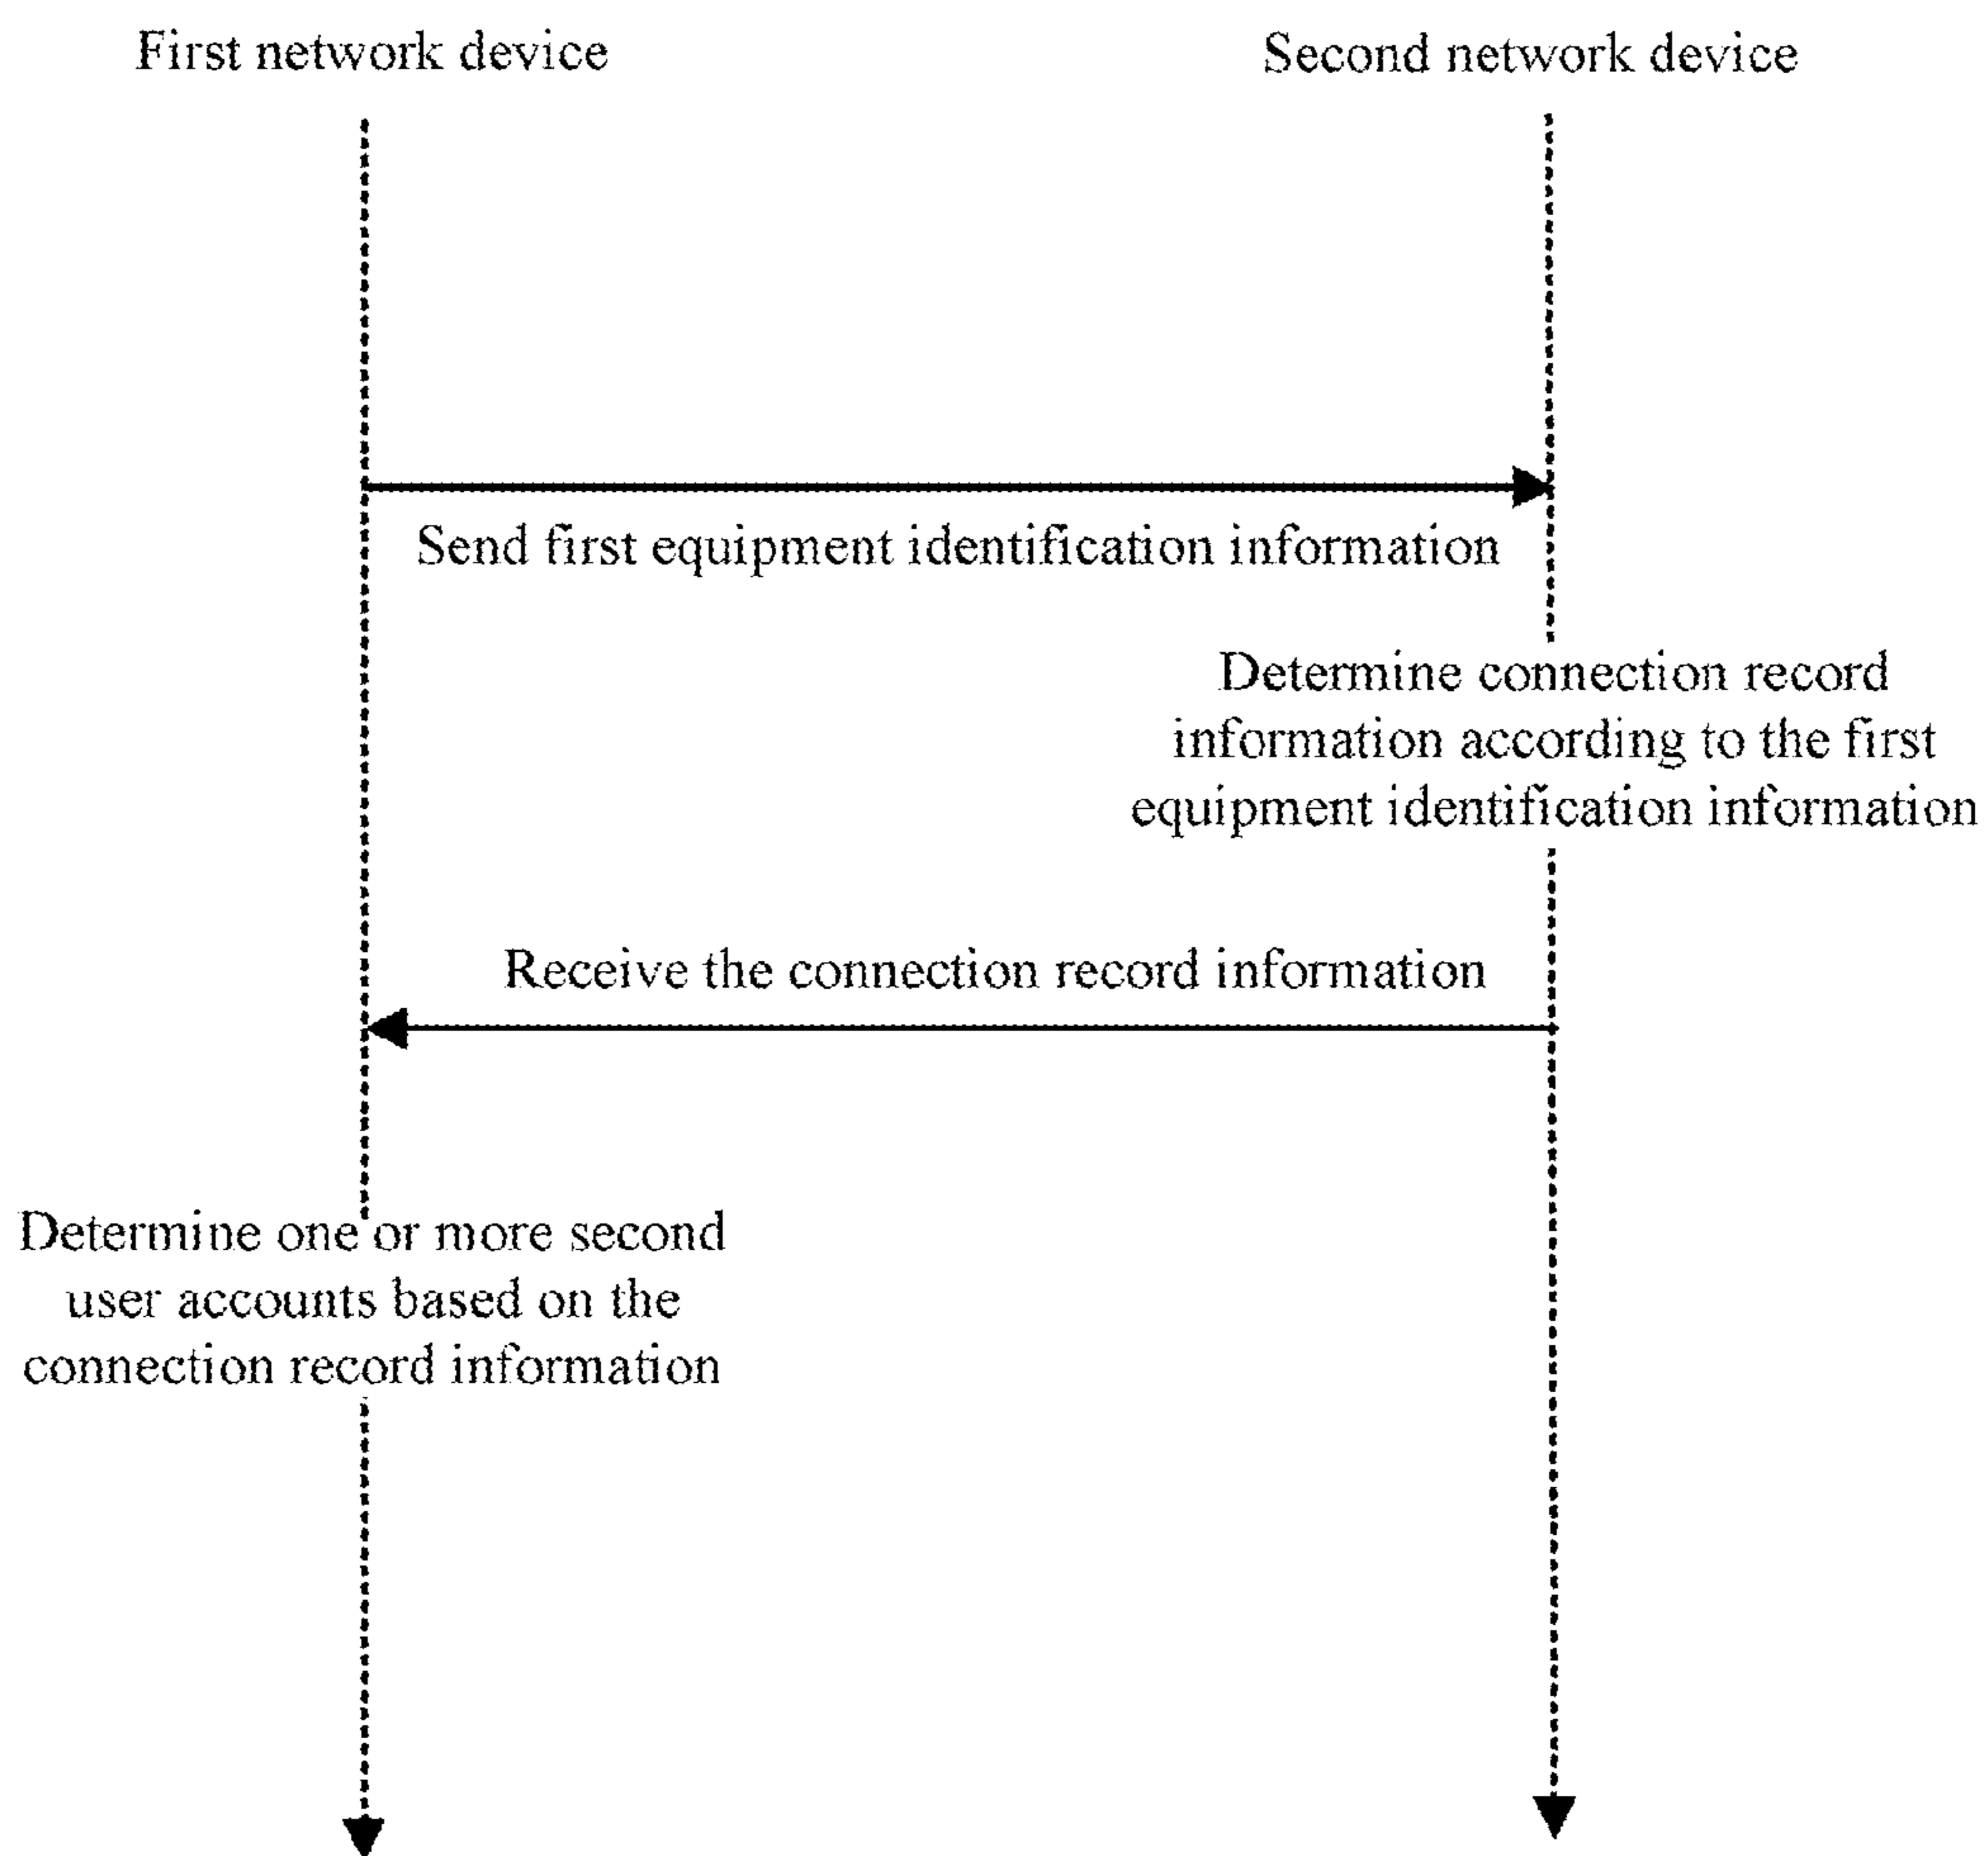 First network device
Second network device
Send first equipment identification information
Determine connection record
information according to the first
equipment identification information
Receive the connection record information
Determine one or more second
user accounts based on the
connection record information